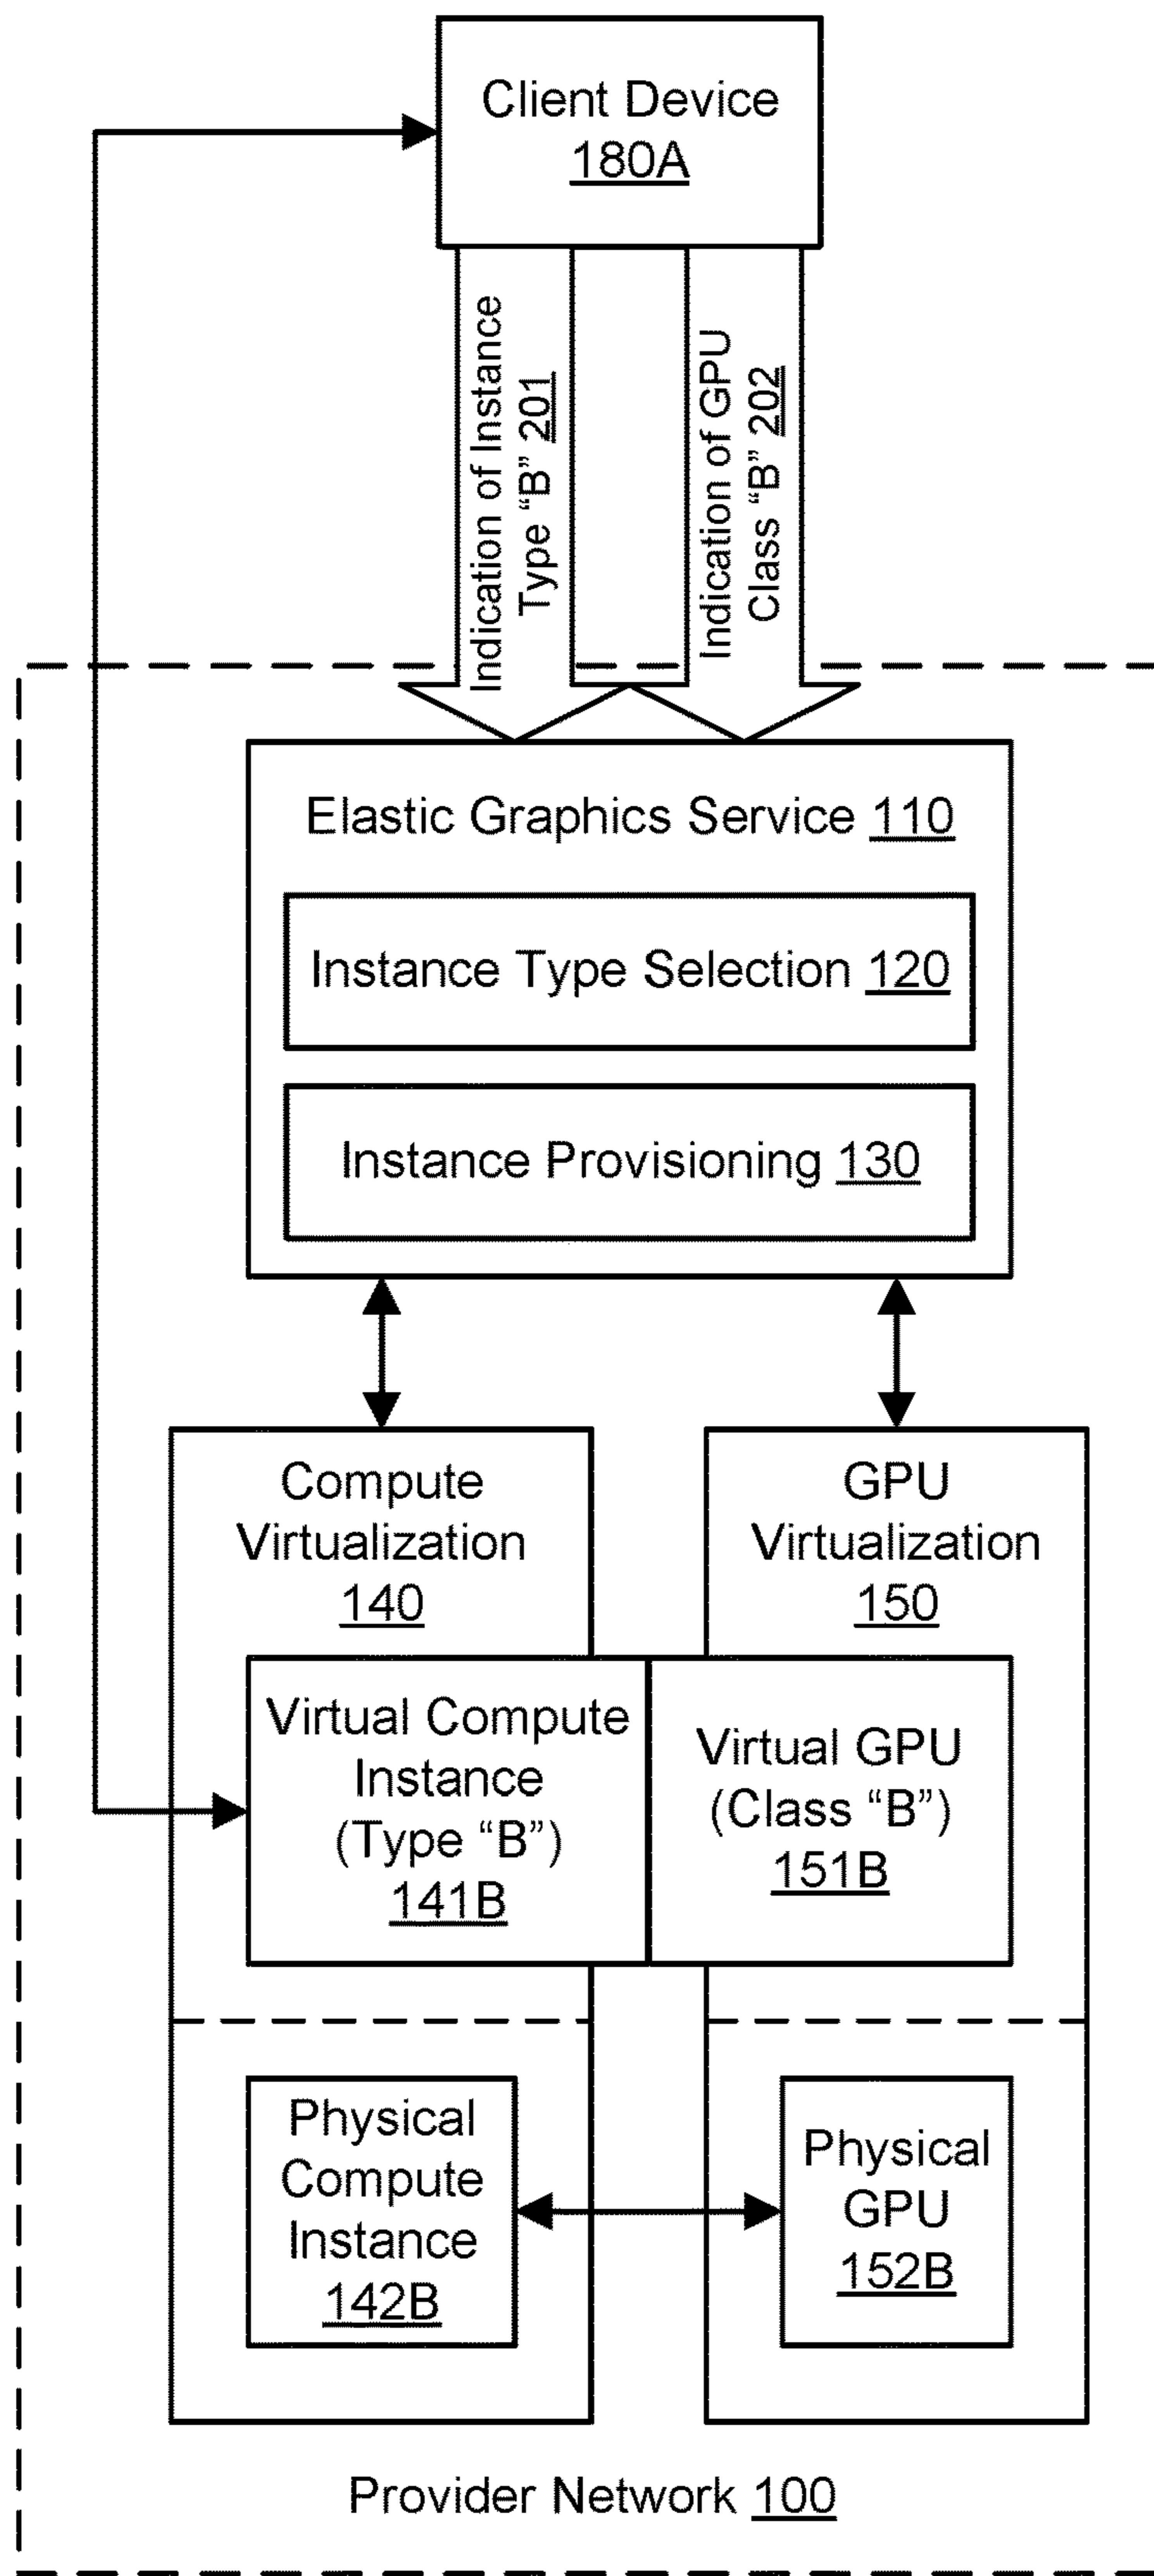 Client Device
180A
Indication of Instance
Type “B” 201
Indication of GPU
Class “B” 202
Elastic Graphics Service 110
Instance Type Selection 120
Instance Provisioning 130
Compute
Virtualization
140
GPU
Virtualization
150
Virtual Compute
Instance
(Type “B”)
141B
Virtual GPU
(Class “B”)
151B
Physical
Compute
Instance
142B
Physical
GPU
152B
Provider Network 100